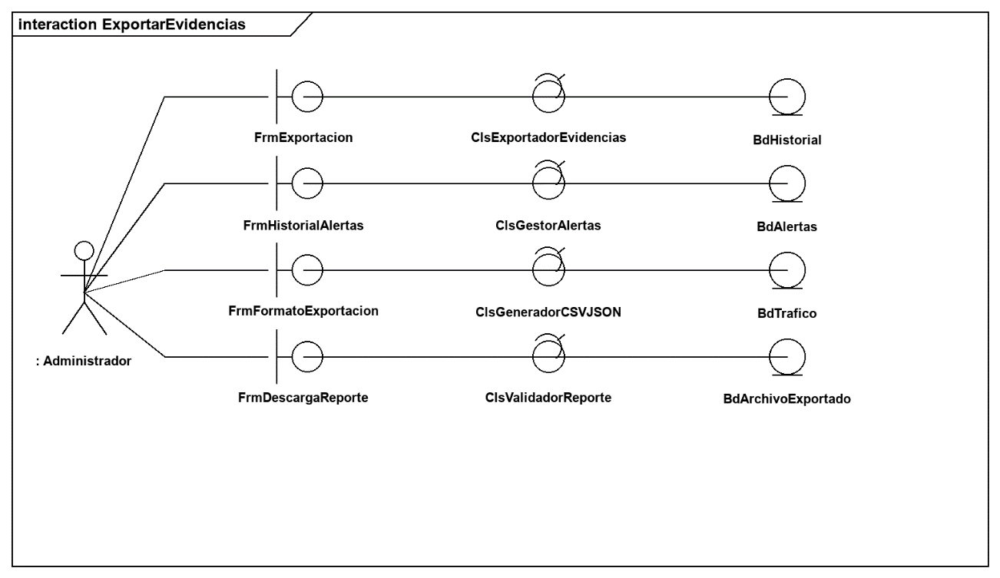 interaction ExportarEvidencias
FrmExportacion
ClsExportadorEvidencias
BdHistorial
FrmHistorialAlertas
ClsGestorAlertas
BdAlertas
FrmFormatoExportacion
ClsGeneradorCSVJSON
BdTrafico
: Administrador
FrmDescargaReporte
ClsValidadorReporte
BdArchivoExportado